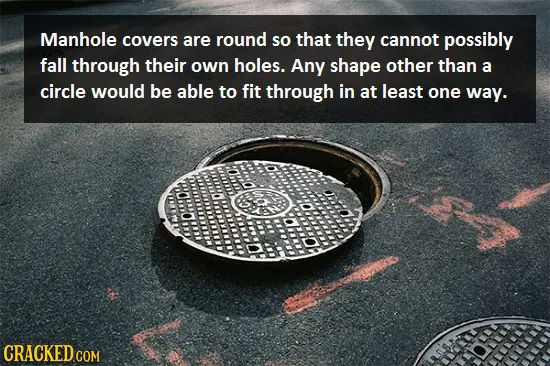 Manhole covers are round so that they cannot possibly
fall through their own holes. Any shape other than a
circle would be able to fit through in at least one way.
CRACKED.COM